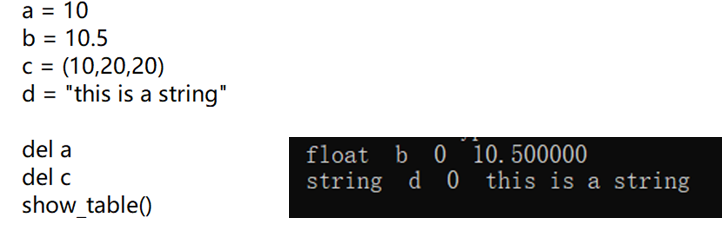 a = 10
b = 10.5
c = (10,20,20)
d = "this is a string"
del a
del c
show_table()
float b 0 10.500000
string d 0 this is a string